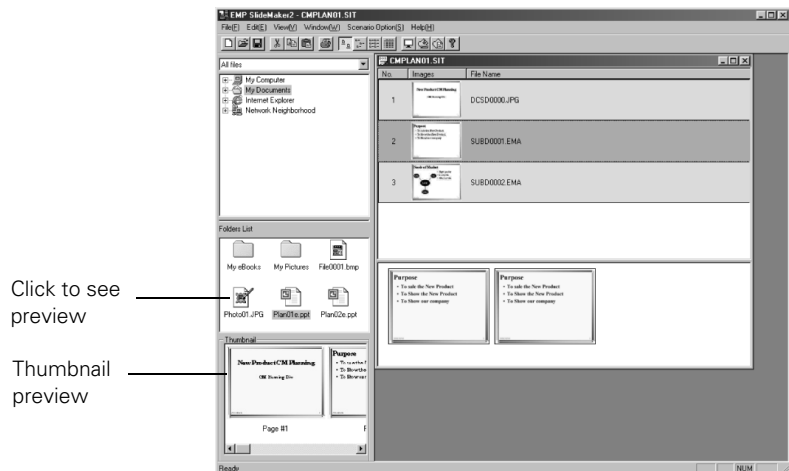 EMP SlideMaker2 - CMPLAN01.SIT
File[F] Edit[E] View[V] Window[W] Scenario Option[S] Help[H]
All files
My Computer
My Documents
Internet Explorer
Network Neighborhood
Folders List
My eBooks My Pictures File0001.bmp
Photo01.JPG Plan01e.ppt Plan02e.ppt
Thumbnail
New Product CM Planning
Purpose
Page #1
Ready
NUM
CMPLAN01.SIT
No. Images File Name
1 New Product CM Planning DCSD0000.JPG
2 Purpose SUBD0001.EMA
3 SUBD0002.EMA
Purpose
• To sale the New Product
• To Show the New Product
• To Show our company
Purpose
• To sale the New Product
• To Show the New Product
• To Show our company
Click to see
preview
Thumbnail
preview